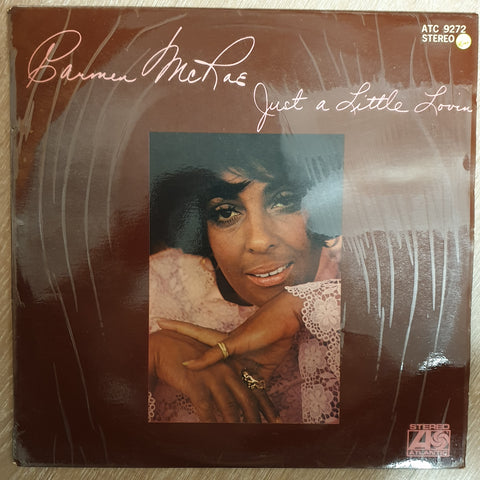 ATC 9272
STEREO
Carmen McRae
Just a Little Lovin
STEREO
ATLANTIC